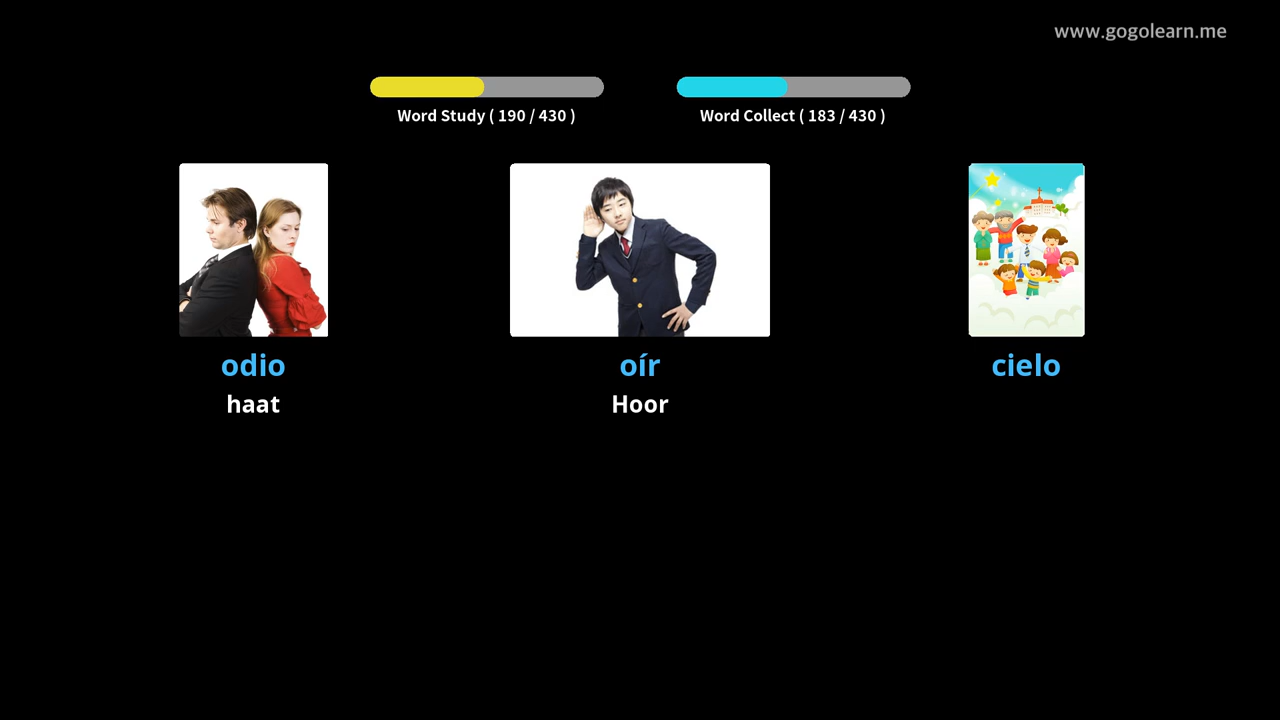 www.gogolearn.me
Word Study ( 190 / 430 )
Word Collect ( 183 / 430 )
odio
haat
oír
Hoor
cielo